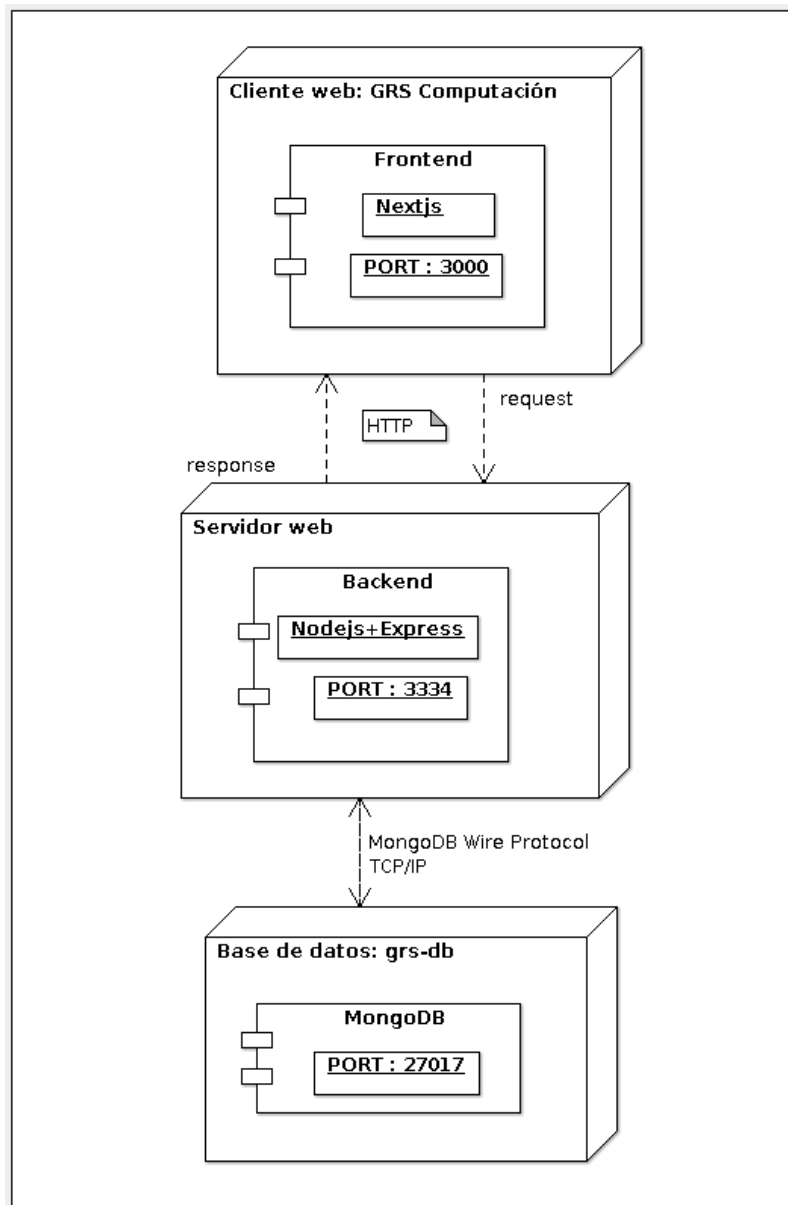 Cliente web: GRS Computación
Frontend
Nextjs
PORT : 3000
request
HTTP
response
Servidor web
Backend
Nodejs+Express
PORT : 3334
MongoDB Wire Protocol
TCP/IP
Base de datos: grs-db
MongoDB
PORT : 27017